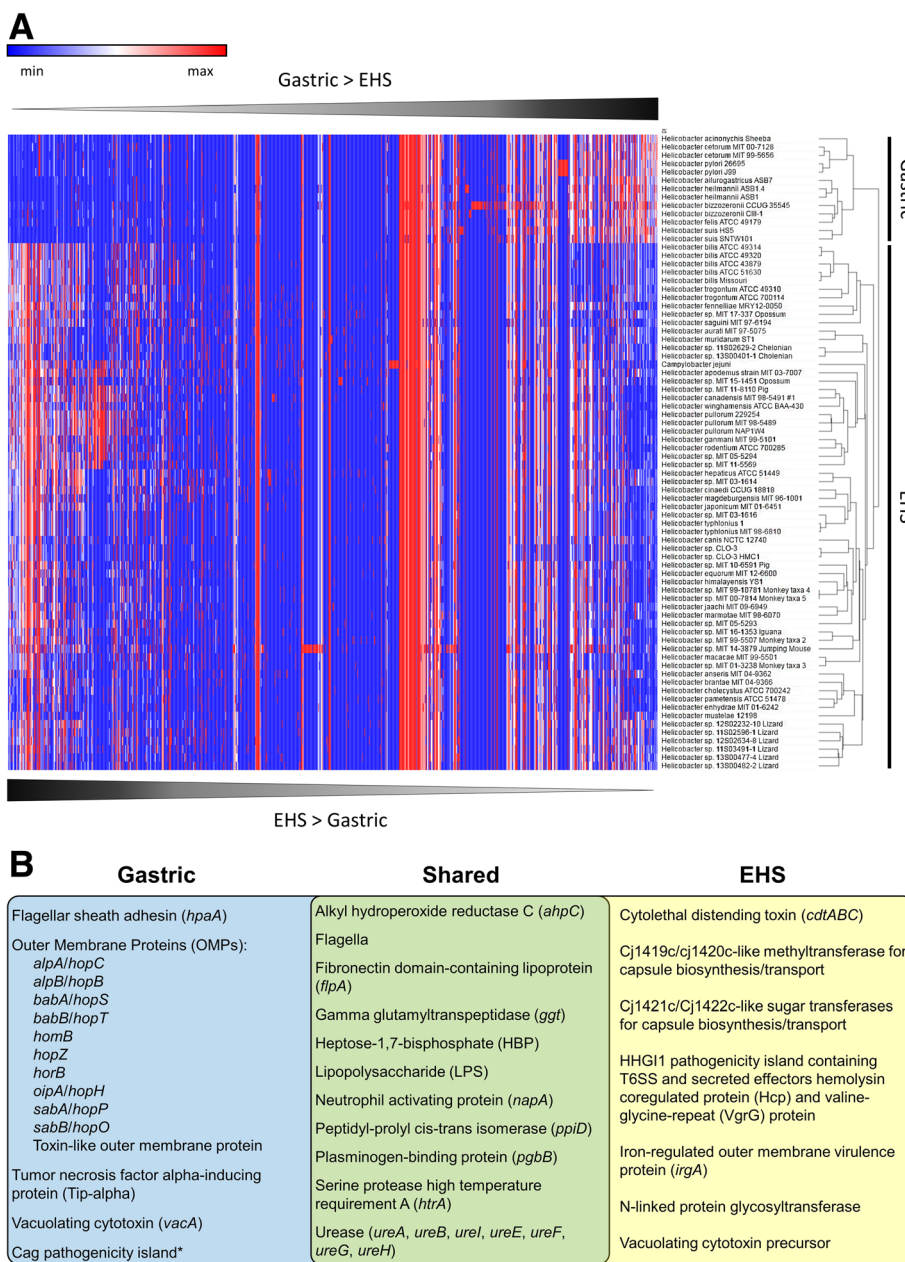 A
min
max
Gastric > EHS
Helicobacter acinonychis Sheeba
Helicobacter cetorum MIT 00-7128
Helicobacter cetorum MIT 99-5656
Helicobacter pylori 26695
Helicobacter pylori J99
Helicobacter ailurogastricus ASB7
Helicobacter heilmannii ASB1.4
Helicobacter heilmannii ASB1
Helicobacter bizzozeronii CCUG 35545
Helicobacter bizzozeronii CIII-1
Helicobacter felis ATCC 49179
Helicobacter suis HS5
Helicobacter suis SNTW101
Helicobacter bilis ATCC 49314
Helicobacter bilis ATCC 49320
Helicobacter bilis ATCC 43879
Helicobacter bilis ATCC 51630
Helicobacter bilis Missouri
Helicobacter trogontum ATCC 49310
Helicobacter trogontum ATCC 700114
Helicobacter fennelliae MRY12-0050
Helicobacter sp. MIT 17-337 Opossum
Helicobacter saguini MIT 97-6194
Helicobacter aurati MIT 97-5075
Helicobacter muridarum ST1
Helicobacter sp. 11S02629-2 Chelonian
Helicobacter sp. 13S00401-1 Cholenian
Campylobacter jejuni
Helicobacter apodemus strain MIT 03-7007
Helicobacter sp. MIT 15-1451 Opossum
Helicobacter sp. MIT 11-8110 Pig
Helicobacter canadensis MIT 98-5491 #1
Helicobacter winghamensis ATCC BAA-430
Helicobacter pullorum 229254
Helicobacter pullorum MIT 98-5489
Helicobacter pullorum NAP1W4
Helicobacter ganmani MIT 99-5101
Helicobacter rodentium ATCC 700285
Helicobacter sp. MIT 05-5294
Helicobacter sp. MIT 11-5569
Helicobacter hepaticus ATCC 51449
Helicobacter sp. MIT 03-1614
Helicobacter cinaedi CCUG 18818
Helicobacter magdeburgensis MIT 96-1001
Helicobacter japonicum MIT 01-6451
Helicobacter sp. MIT 03-1616
Helicobacter typhlonius 1
Helicobacter typhlonius MIT 98-6810
Helicobacter canis NCTC 12740
Helicobacter sp. CLO-3
Helicobacter sp. CLO-3 HMC1
Helicobacter sp. MIT 10-6591 Pig
Helicobacter equorum MIT 12-6600
Helicobacter himalayensis YS1
Helicobacter sp. MIT 99-10781 Monkey taxa 4
Helicobacter sp. MIT 00-7814 Monkey taxa 5
Helicobacter jaachi MIT 09-6949
Helicobacter marmotae MIT 98-6070
Helicobacter sp. MIT 05-5293
Helicobacter sp. MIT 16-1353 Iguana
Helicobacter sp. MIT 99-5507 Monkey taxa 2
Helicobacter sp. MIT 14-3879 Jumping Mouse
Helicobacter macacae MIT 99-5501
Helicobacter sp. MIT 01-3238 Monkey taxa 3
Helicobacter anseris MIT 04-9362
Helicobacter brantae MIT 04-9366
Helicobacter cholecystus ATCC 700242
Helicobacter pametensis ATCC 51478
Helicobacter enhydrae MIT 01-6242
Helicobacter mustelae 12198
Helicobacter sp. 12S02232-10 Lizard
Helicobacter sp. 11S02596-1 Lizard
Helicobacter sp. 12S02634-8 Lizard
Helicobacter sp. 11S03491-1 Lizard
Helicobacter sp. 13S00477-4 Lizard
Helicobacter sp. 13S00482-2 Lizard
Gastric
EHS
EHS > Gastric
B
Gastric
Flagellar sheath adhesin (hpaA)
Outer Membrane Proteins (OMPs):
alpA/hopC
alpB/hopB
babA/hopS
babB/hopT
homB
hopZ
horB
oipA/hopH
sabA/hopP
sabB/hopO
Toxin-like outer membrane protein
Tumor necrosis factor alpha-inducing
protein (Tip-alpha)
Vacuolating cytotoxin (vacA)
Cag pathogenicity island*
Shared
Alkyl hydroperoxide reductase C (ahpC)
Flagella
Fibronectin domain-containing lipoprotein
(flpA)
Gamma glutamyltranspeptidase (ggt)
Heptose-1,7-bisphosphate (HBP)
Lipopolysaccharide (LPS)
Neutrophil activating protein (napA)
Peptidyl-prolyl cis-trans isomerase (ppiD)
Plasminogen-binding protein (pgbB)
Serine protease high temperature
requirement A (htrA)
Urease (ureA, ureB, ureI, ureE, ureF,
ureG, ureH)
EHS
Cytolethal distending toxin (cdtABC)
Cj1419c/cj1420c-like methyltransferase for
capsule biosynthesis/transport
Cj1421c/Cj1422c-like sugar transferases
for capsule biosynthesis/transport
HHGI1 pathogenicity island containing
T6SS and secreted effectors hemolysin
coregulated protein (Hcp) and valine-
glycine-repeat (VgrG) protein
Iron-regulated outer membrane virulence
protein (irgA)
N-linked protein glycosyltransferase
Vacuolating cytotoxin precursor